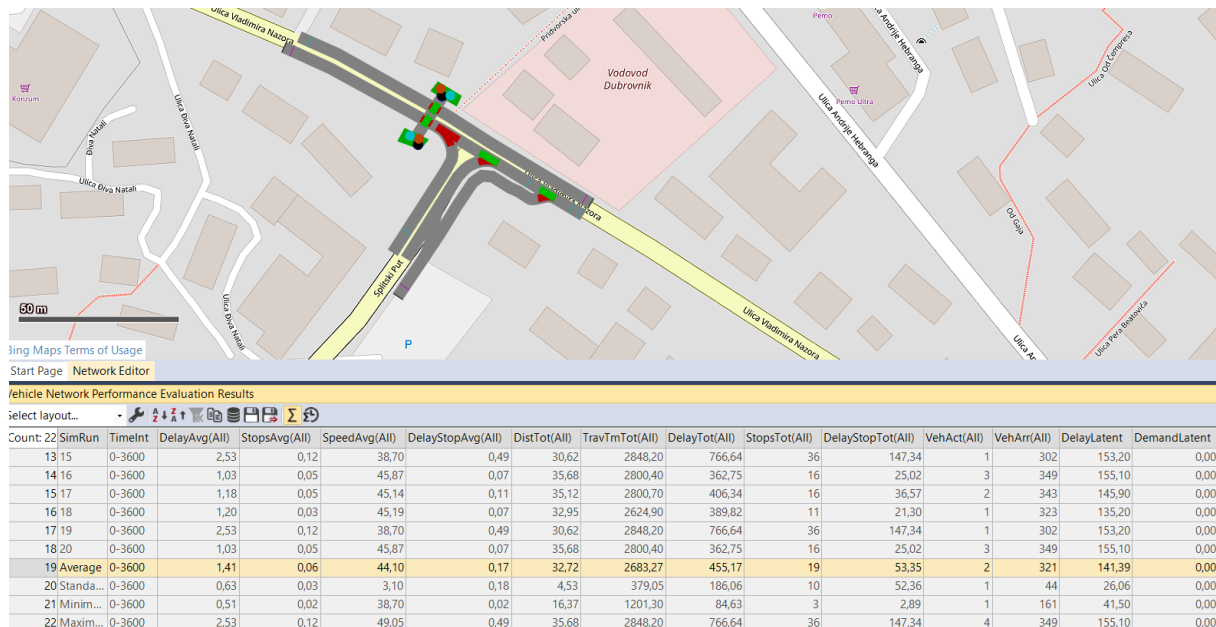 Ulica Vladimira Nazora
Pridvorska ul
Pemo
Ulica Andrije Hebranga
Ulica Od Čempresa
Konzum
Vodovod
Dubrovnik
Pemo Ultra
Ulica Andrije Hebranga
Ulica Điva Natali
Điva Natali
Ulica Điva Natali
Ulica Vladimira Nazora
Od Gaja
Splitski Put
Ulica Điva Natali
50 m
Ulica Vladimira Nazora
Ulica Pera Beatovića
P
Bing Maps Terms of Usage
Start Page Network Editor
Vehicle Network Performance Evaluation Results
Select layout...
Count: 22 SimRun TimeInt DelayAvg(All) StopsAvg(All) SpeedAvg(All) DelayStopAvg(All) DistTot(All) TravTmTot(All) DelayTot(All) StopsTot(All) DelayStopTot(All) VehAct(All) VehArr(All) DelayLatent DemandLatent
13 15 0-3600 2,53 0,12 38,70 0,49 30,62 2848,20 766,64 36 147,34 1 302 153,20 0,00
14 16 0-3600 1,03 0,05 45,87 0,07 35,68 2800,40 362,75 16 25,02 3 349 155,10 0,00
15 17 0-3600 1,18 0,05 45,14 0,11 35,12 2800,70 406,34 16 36,57 2 343 145,90 0,00
16 18 0-3600 1,20 0,03 45,19 0,07 32,95 2624,90 389,82 11 21,30 1 323 135,20 0,00
17 19 0-3600 2,53 0,12 38,70 0,49 30,62 2848,20 766,64 36 147,34 1 302 153,20 0,00
18 20 0-3600 1,03 0,05 45,87 0,07 35,68 2800,40 362,75 16 25,02 3 349 155,10 0,00
19 Average 0-3600 1,41 0,06 44,10 0,17 32,72 2683,27 455,17 19 53,35 2 321 141,39 0,00
20 Standa... 0-3600 0,63 0,03 3,10 0,18 4,53 379,05 186,06 10 52,36 1 44 26,06 0,00
21 Minim... 0-3600 0,51 0,02 38,70 0,02 16,37 1201,30 84,63 3 2,89 1 161 41,50 0,00
22 Maxim... 0-3600 2,53 0,12 49,05 0,49 35,68 2848,20 766,64 36 147,34 4 349 155,10 0,00